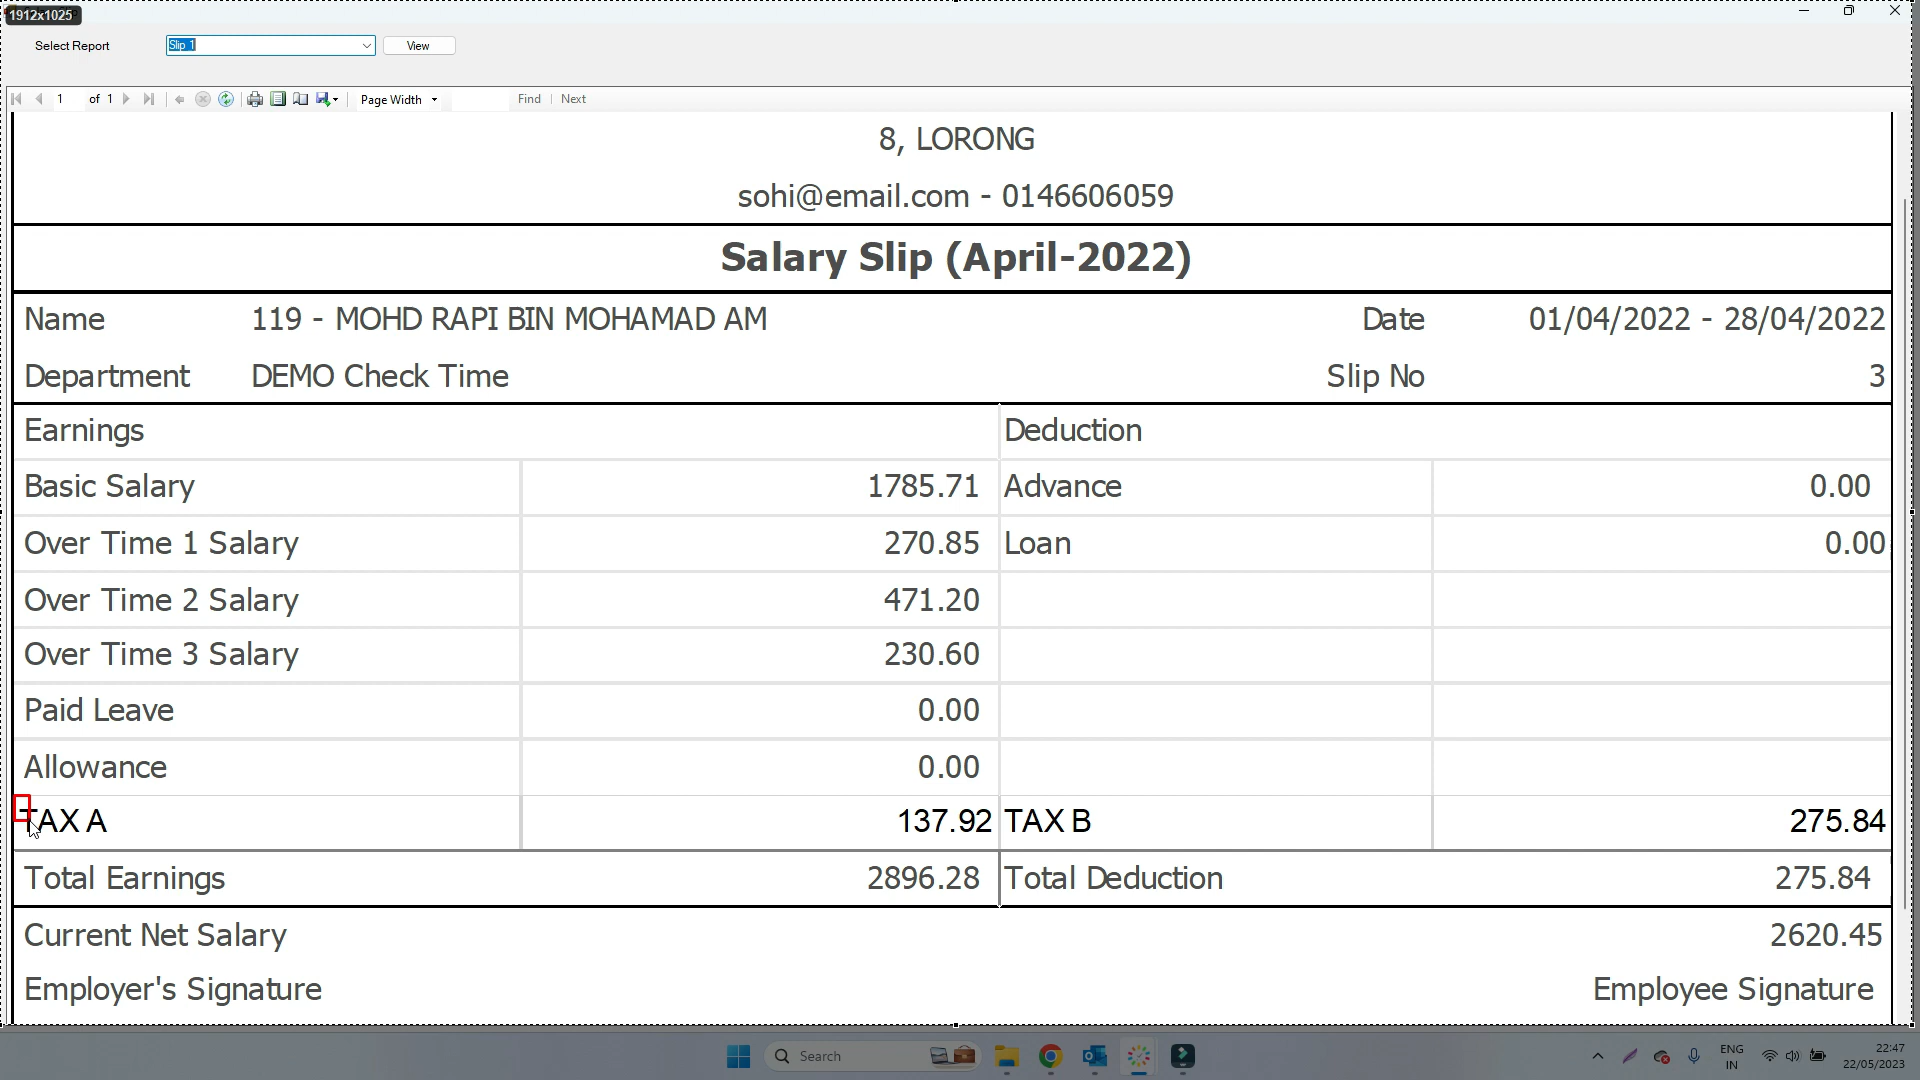 1912x1025
Select Report Slip 1 View
1 of 1 Page Width Find Next
8, LORONG
sohi@email.com - 0146606059
Salary Slip (April-2022)
Name 119 - MOHD RAPI BIN MOHAMAD AM Date 01/04/2022 - 28/04/2022
Department DEMO Check Time Slip No 3
Earnings Deduction
Basic Salary 1785.71 Advance 0.00
Over Time 1 Salary 270.85 Loan 0.00
Over Time 2 Salary 471.20
Over Time 3 Salary 230.60
Paid Leave 0.00
Allowance 0.00
TAX A 137.92 TAX B 275.84
Total Earnings 2896.28 Total Deduction 275.84
Current Net Salary 2620.45
Employer's Signature Employee Signature
Search ENG 22:47
IN 22/05/2023